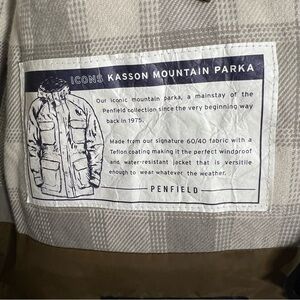 ICONS KASSON MOUNTAIN PARKA
Our iconic mountain parka, a mainstay of the
Penfield collection since the very beginning way
back in 1975.
Made from our signature 60/40 fabric with a
Teflon coating making it the perfect windproof
and water-resistant jacket that is versitile
enough to wear whatever the weather.
PENFIELD